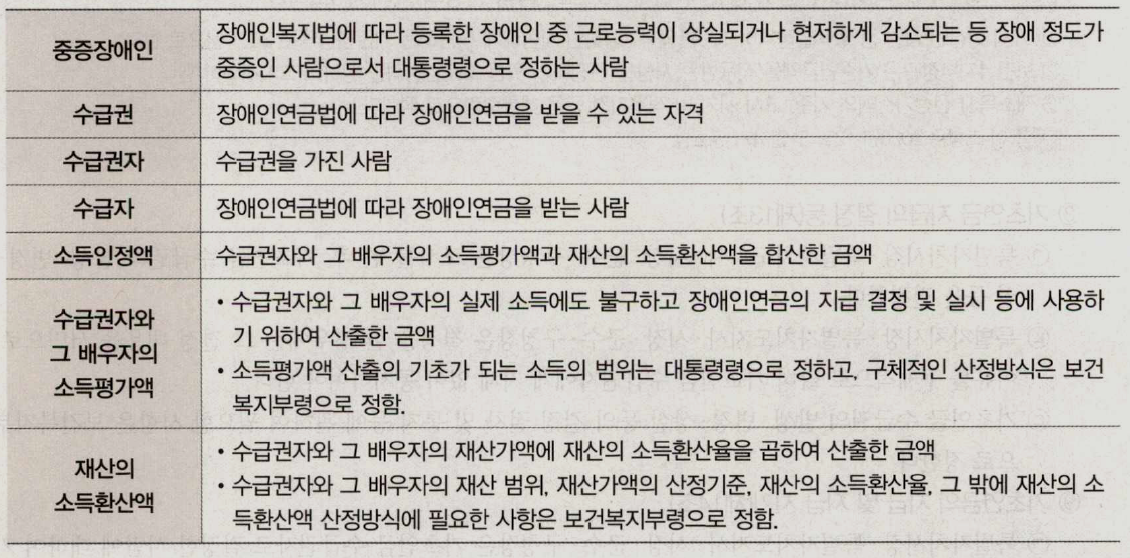 중증장애인
장애인복지법에 따라 등록한 장애인 중 근로능력이 상실되거나 현저하게 감소되는 등 장애 정도가
중증인 사람으로서 대통령령으로 정하는 사람
수급권
장애인연금법에 따라 장애인연금을 받을 수 있는 자격
수급권자
수급권을 가진 사람
수급자
장애인연금법에 따라 장애인연금을 받는 사람
소득인정액
수급권자와 그 배우자의 소득평가액과 재산의 소득환산액을 합산한 금액
수급권자와
그 배우자의
소득평가액
• 수급권자와 그 배우자의 실제 소득에도 불구하고 장애인연금의 지급 결정 및 실시 등에 사용하
기 위하여 산출한 금액
• 소득평가액 산출의 기초가 되는 소득의 범위는 대통령령으로 정하고, 구체적인 산정방식은 보건
복지부령으로 정함.
재산의
소득환산액
• 수급권자와 그 배우자의 재산가액에 재산의 소득환산율을 곱하여 산출한 금액
• 수급권자와 그 배우자의 재산 범위, 재산가액의 산정기준, 재산의 소득환산율, 그 밖에 재산의 소
득환산액 산정방식에 필요한 사항은 보건복지부령으로 정함.